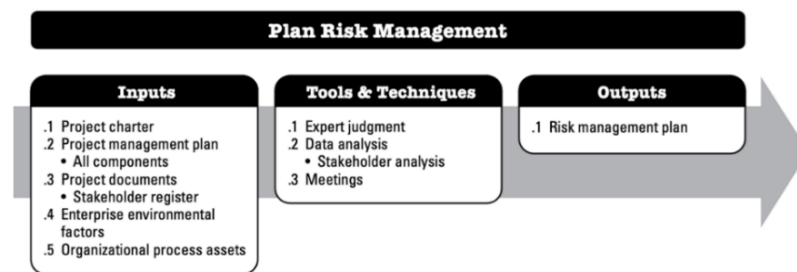 Plan Risk Management
Inputs
.1 Project charter
.2 Project management plan
• All components
.3 Project documents
• Stakeholder register
.4 Enterprise environmental
factors
.5 Organizational process assets
Tools & Techniques
.1 Expert judgment
.2 Data analysis
• Stakeholder analysis
.3 Meetings
Outputs
.1 Risk management plan